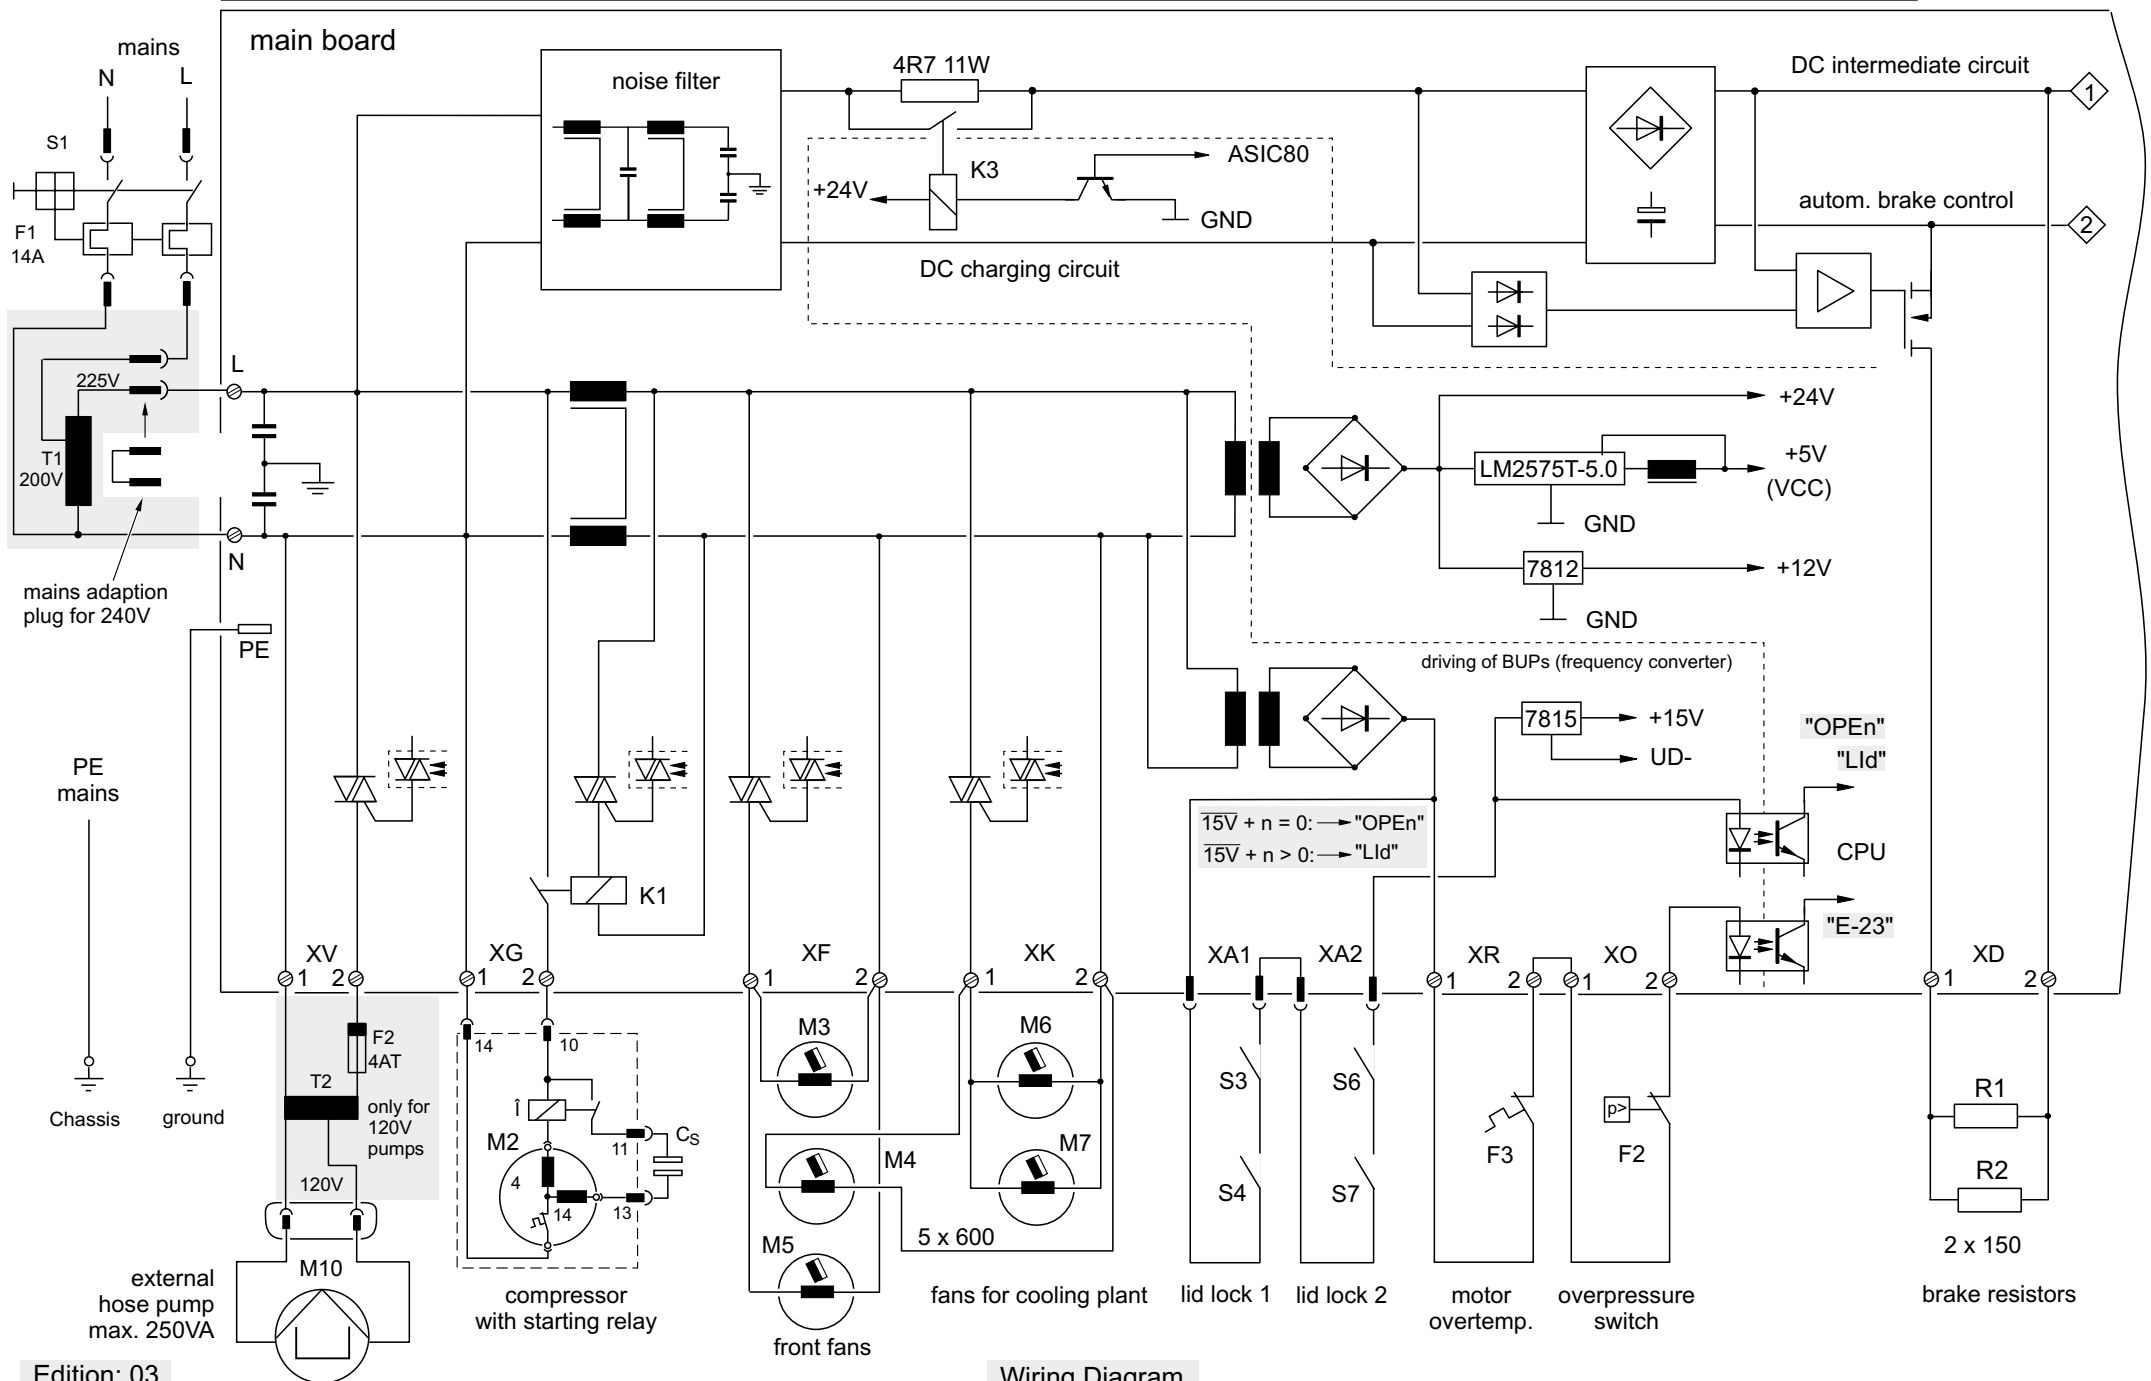 main board
mains
N
L
S1
F1
14A
noise filter
4R7 11W
K3
+24V
ASIC80
GND
DC charging circuit
DC intermediate circuit
1
autom. brake control
2
L
225V
T1
200V
N
mains adaption
plug for 240V
PE
+24V
LM2575T-5.0
+5V
(VCC)
GND
7812
+12V
GND
driving of BUPs (frequency converter)
7815
+15V
UD-
"OPEn"
"LId"
15V + n = 0: "OPEn"
15V + n > 0: "LId"
CPU
"E-23"
PE
mains
Chassis
ground
K1
XV
1
2
XG
1
2
XF
1
2
XK
1
2
XA1
XA2
XR
1
2
XO
1
2
XD
1
2
F2
4AT
T2
only for
120V
pumps
120V
14
10
Î
M2
4
14
11
13
CS
M3
M4
M5
M6
M7
5 x 600
S3
S4
S6
S7
F3
p>
F2
R1
R2
2 x 150
external
hose pump
max. 250VA
M10
compressor
with starting relay
front fans
fans for cooling plant
lid lock 1
lid lock 2
motor
overtemp.
overpressure
switch
brake resistors
Edition: 03
Wiring Diagram